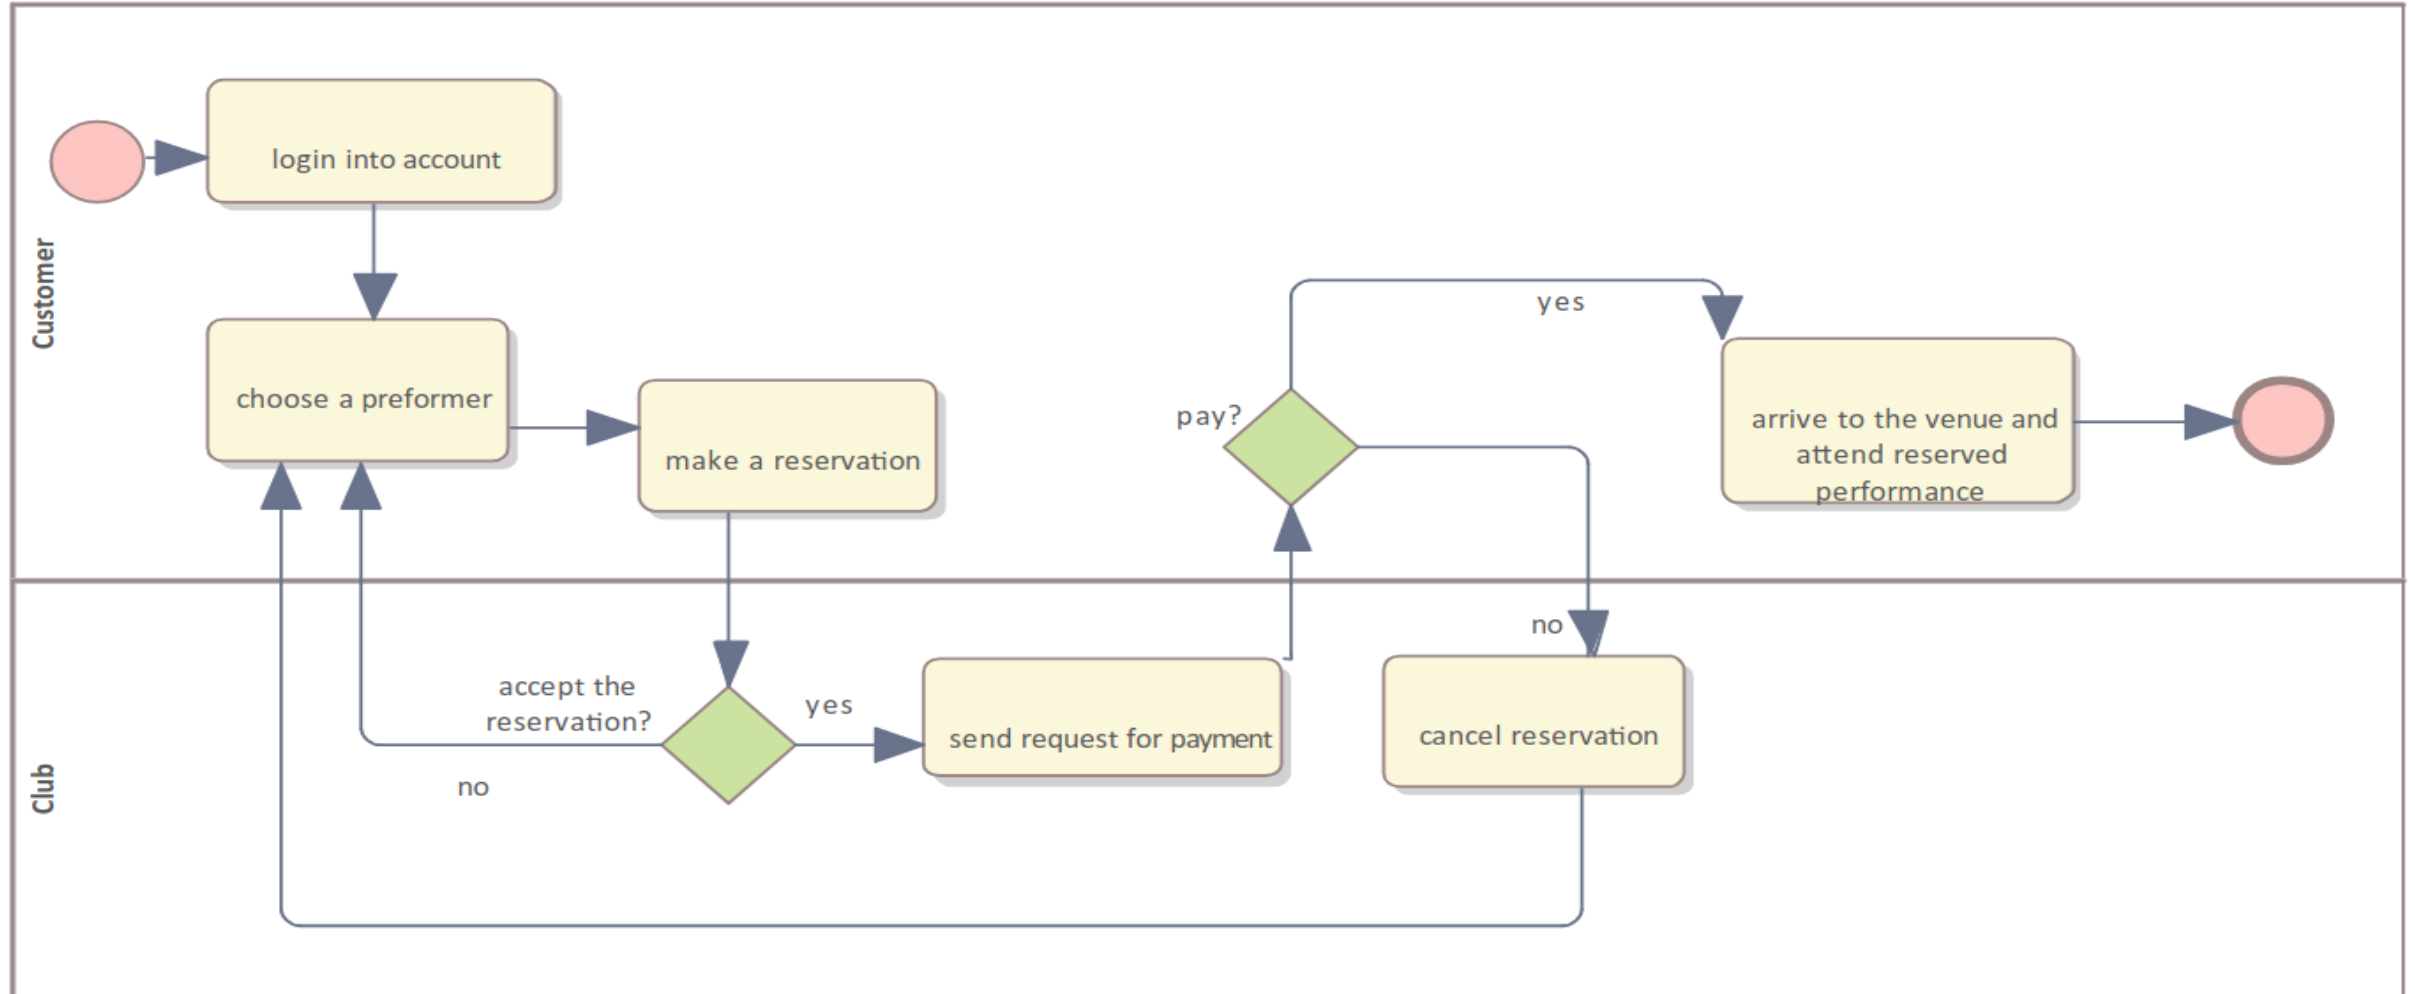 Customer
login into account
choose a preformer
make a reservation
pay?
yes
arrive to the venue and
attend reserved
performance
Club
accept the
reservation?
no
yes
send request for payment
no
cancel reservation